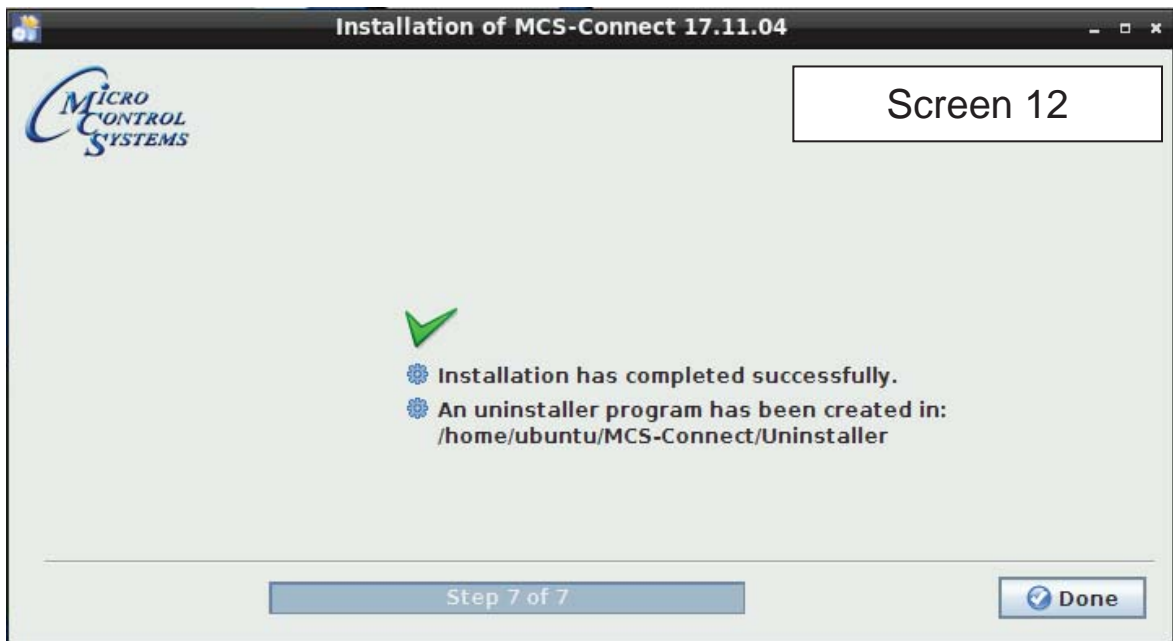 Installation of MCS-Connect 17.11.04
MICRO
CONTROL
SYSTEMS
Screen 12
Installation has completed successfully.
An uninstaller program has been created in:
/home/ubuntu/MCS-Connect/Uninstaller
Step 7 of 7
Done